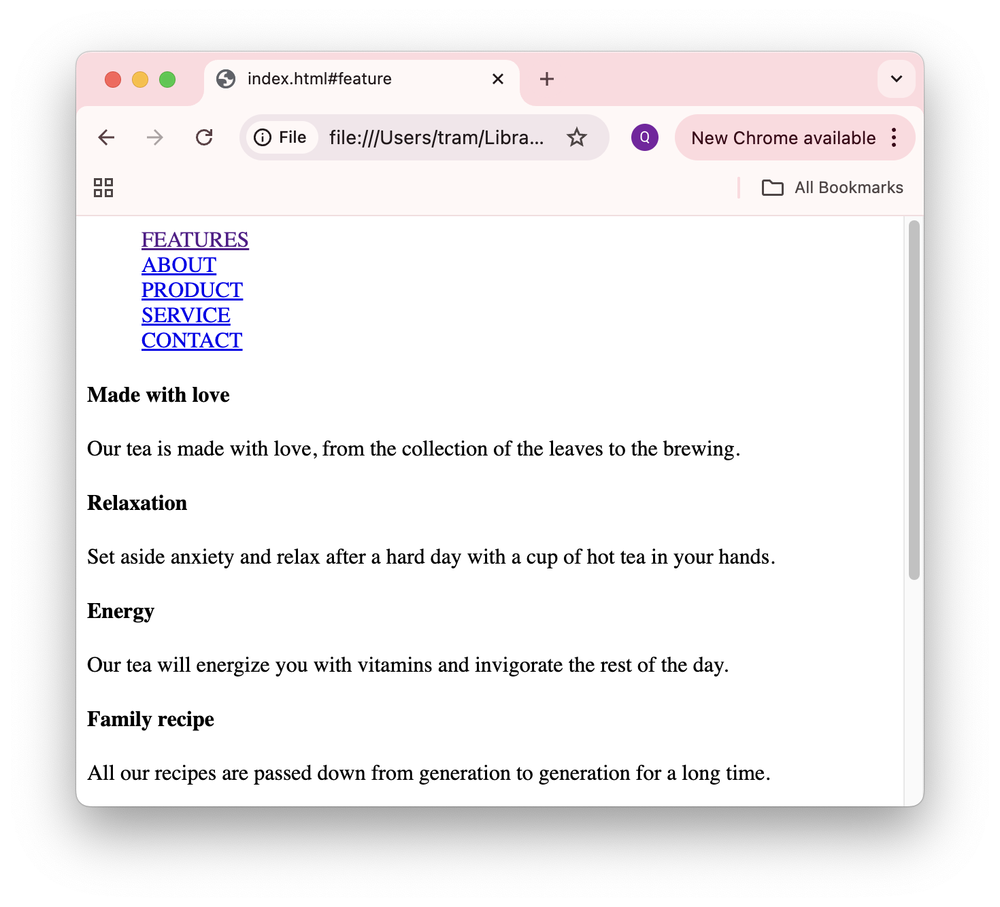 index.html#feature
File file:///Users/tram/Libra... Q New Chrome available
All Bookmarks
FEATURES
ABOUT
PRODUCT
SERVICE
CONTACT
Made with love
Our tea is made with love, from the collection of the leaves to the brewing.
Relaxation
Set aside anxiety and relax after a hard day with a cup of hot tea in your hands.
Energy
Our tea will energize you with vitamins and invigorate the rest of the day.
Family recipe
All our recipes are passed down from generation to generation for a long time.